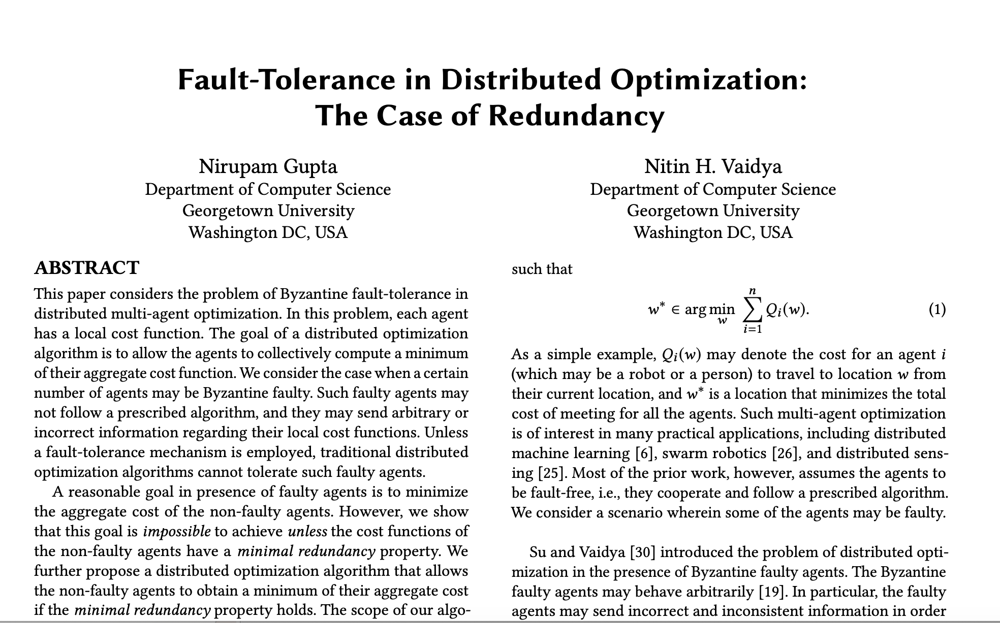 Fault-Tolerance in Distributed Optimization:
The Case of Redundancy
Nirupam Gupta
Department of Computer Science
Georgetown University
Washington DC, USA
Nitin H. Vaidya
Department of Computer Science
Georgetown University
Washington DC, USA
ABSTRACT
This paper considers the problem of Byzantine fault-tolerance in
distributed multi-agent optimization. In this problem, each agent
has a local cost function. The goal of a distributed optimization
algorithm is to allow the agents to collectively compute a minimum
of their aggregate cost function. We consider the case when a certain
number of agents may be Byzantine faulty. Such faulty agents may
not follow a prescribed algorithm, and they may send arbitrary or
incorrect information regarding their local cost functions. Unless
a fault-tolerance mechanism is employed, traditional distributed
optimization algorithms cannot tolerate such faulty agents.
A reasonable goal in presence of faulty agents is to minimize
the aggregate cost of the non-faulty agents. However, we show
that this goal is impossible to achieve unless the cost functions of
the non-faulty agents have a minimal redundancy property. We
further propose a distributed optimization algorithm that allows
the non-faulty agents to obtain a minimum of their aggregate cost
if the minimal redundancy property holds. The scope of our algo-
such that
w* ∈ arg min_w ∑_{i=1}^{n} Q_i(w). (1)
As a simple example, Q_i(w) may denote the cost for an agent i
(which may be a robot or a person) to travel to location w from
their current location, and w* is a location that minimizes the total
cost of meeting for all the agents. Such multi-agent optimization
is of interest in many practical applications, including distributed
machine learning [6], swarm robotics [26], and distributed sens-
ing [25]. Most of the prior work, however, assumes the agents to
be fault-free, i.e., they cooperate and follow a prescribed algorithm.
We consider a scenario wherein some of the agents may be faulty.
Su and Vaidya [30] introduced the problem of distributed opti-
mization in the presence of Byzantine faulty agents. The Byzantine
faulty agents may behave arbitrarily [19]. In particular, the faulty
agents may send incorrect and inconsistent information in order